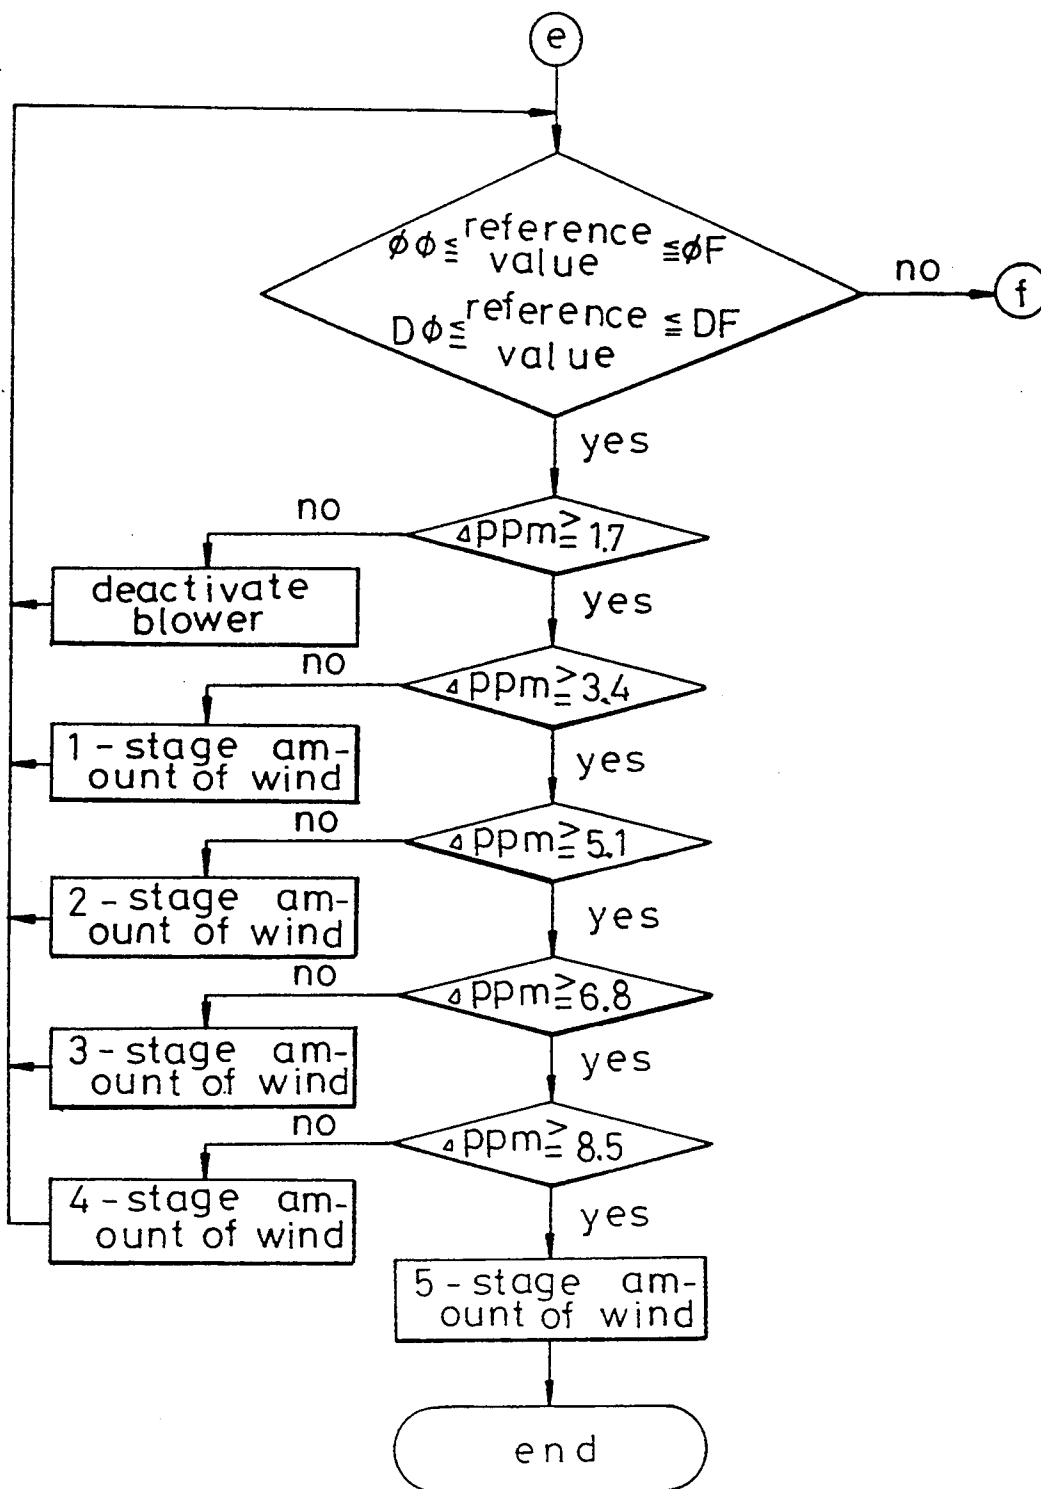 e
φφ≦ reference value ≦φF
Dφ≦ reference value ≦DF
no
f
yes
no
Δppm≧1.7
deactivate
blower
yes
no
Δppm≧3.4
1-stage am-
ount of wind
yes
no
Δppm≧5.1
2-stage am-
ount of wind
yes
no
Δppm≧6.8
3-stage am-
ount of wind
yes
no
Δppm≧8.5
4-stage am-
ount of wind
yes
5-stage am-
ount of wind
end